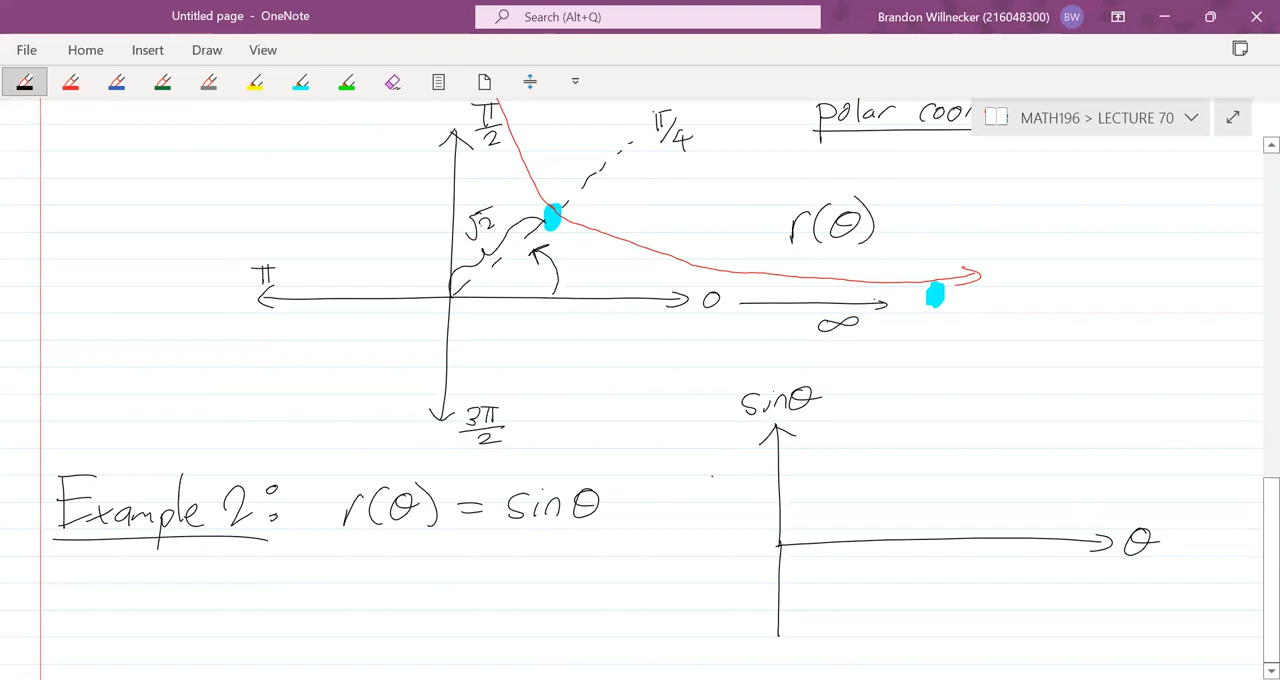 Untitled page - OneNote
Search (Alt+Q)
Brandon Willnecker (216048300)
BW
File Home Insert Draw View
MATH196 > LECTURE 70
polar coor
π/2
π/4
√2
r(θ)
π
0
∞
3π/2
sinθ
Example 2: r(θ) = sinθ
θ